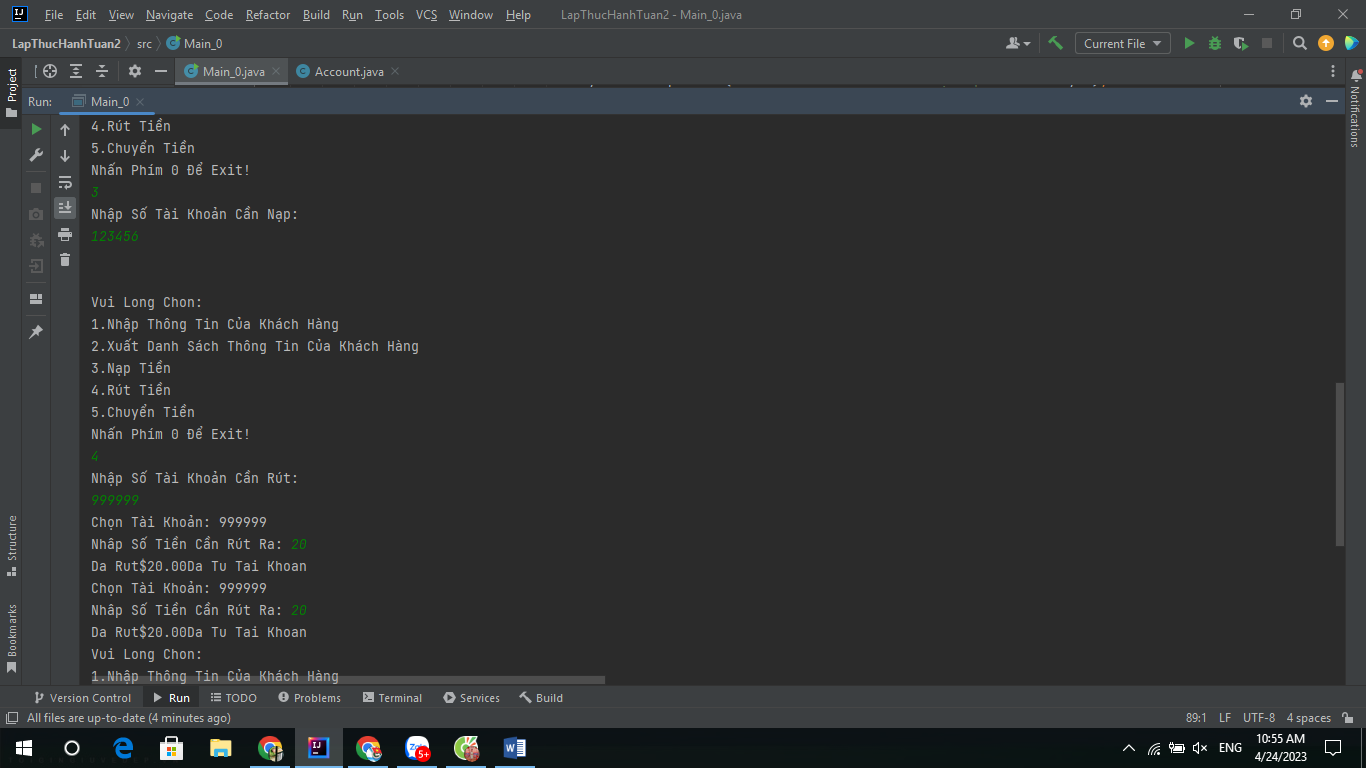 File Edit View Navigate Code Refactor Build Run Tools VCS Window Help LapThucHanhTuan2 - Main_0.java
LapThucHanhTuan2 src Main_0 Current File
Main_0.java Account.java
Project
Notifications
Run: Main_0
4.Rút Tiền
5.Chuyển Tiền
Nhấn Phím 0 Để Exit!
3
Nhập Số Tài Khoản Cần Nạp:
123456
Vui Long Chon:
1.Nhập Thông Tin Của Khách Hàng
2.Xuất Danh Sách Thông Tin Của Khách Hàng
3.Nạp Tiền
4.Rút Tiền
5.Chuyển Tiền
Nhấn Phím 0 Để Exit!
4
Nhập Số Tài Khoản Cần Rút:
999999
Chọn Tài Khoản: 999999
Nhâp Số Tiền Cần Rút Ra: 20
Da Rut$20.00Da Tu Tai Khoan
Chọn Tài Khoản: 999999
Nhâp Số Tiền Cần Rút Ra: 20
Da Rut$20.00Da Tu Tai Khoan
Vui Long Chon:
1.Nhập Thông Tin Của Khách Hàng
Structure
Bookmarks
Version Control Run TODO Problems Terminal Services Build
All files are up-to-date (4 minutes ago) 89:1 LF UTF-8 4 spaces
Zalo 5+ ENG 10:55 AM
4/24/2023